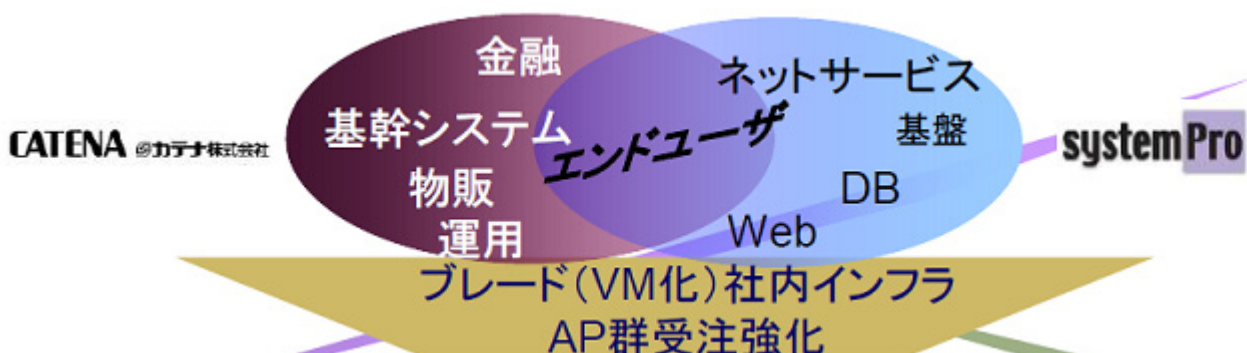 金融
基幹システム
物販
運用
エンドユーザ
ネットサービス
基盤
DB
Web
CATENA カテナ株式会社
systemPro
ブレード(VM化)社内インフラ
AP群受注強化